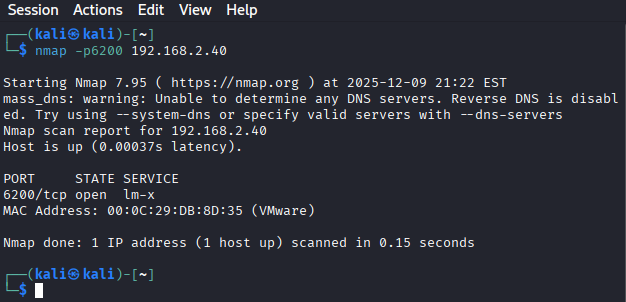 Session Actions Edit View Help
┌──(kali㉿kali)-[~]
└─$ nmap -p6200 192.168.2.40
Starting Nmap 7.95 ( https://nmap.org ) at 2025-12-09 21:22 EST
mass_dns: warning: Unable to determine any DNS servers. Reverse DNS is disabl
ed. Try using --system-dns or specify valid servers with --dns-servers
Nmap scan report for 192.168.2.40
Host is up (0.00037s latency).
PORT     STATE SERVICE
6200/tcp open  lm-x
MAC Address: 00:0C:29:DB:8D:35 (VMware)
Nmap done: 1 IP address (1 host up) scanned in 0.15 seconds
┌──(kali㉿kali)-[~]
└─$